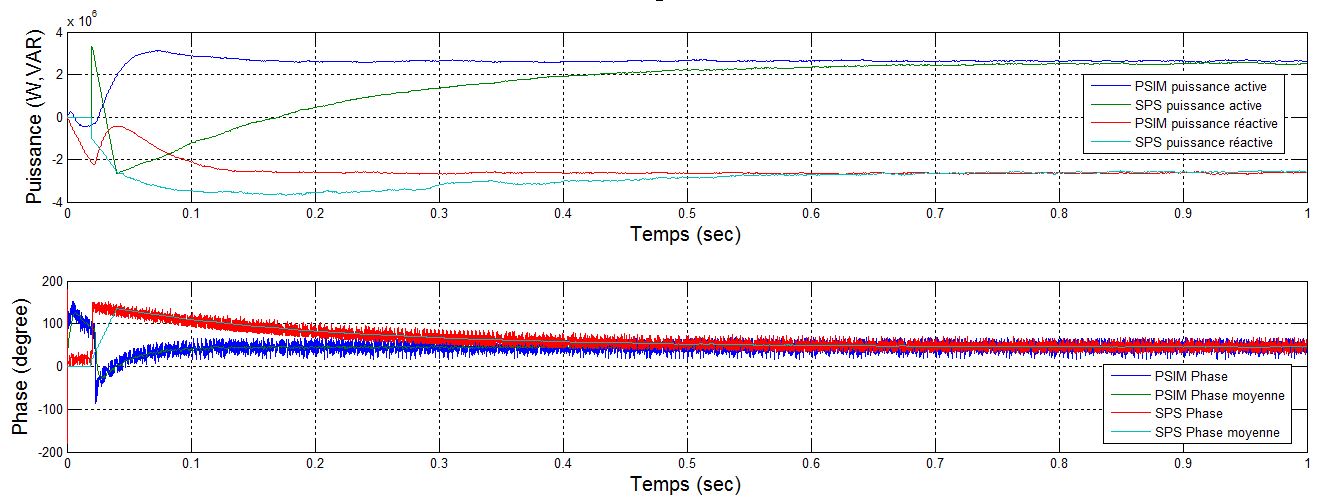 x 10⁶
4
2
0
-2
-4
Puissance (W,VAR)
PSIM puissance active
SPS puissance active
PSIM puissance réactive
SPS puissance réactive
0 0.1 0.2 0.3 0.4 0.5 0.6 0.7 0.8 0.9 1
Temps (sec)
200
100
0
-100
-200
Phase (degree)
PSIM Phase
PSIM Phase moyenne
SPS Phase
SPS Phase moyenne
0 0.1 0.2 0.3 0.4 0.5 0.6 0.7 0.8 0.9 1
Temps (sec)